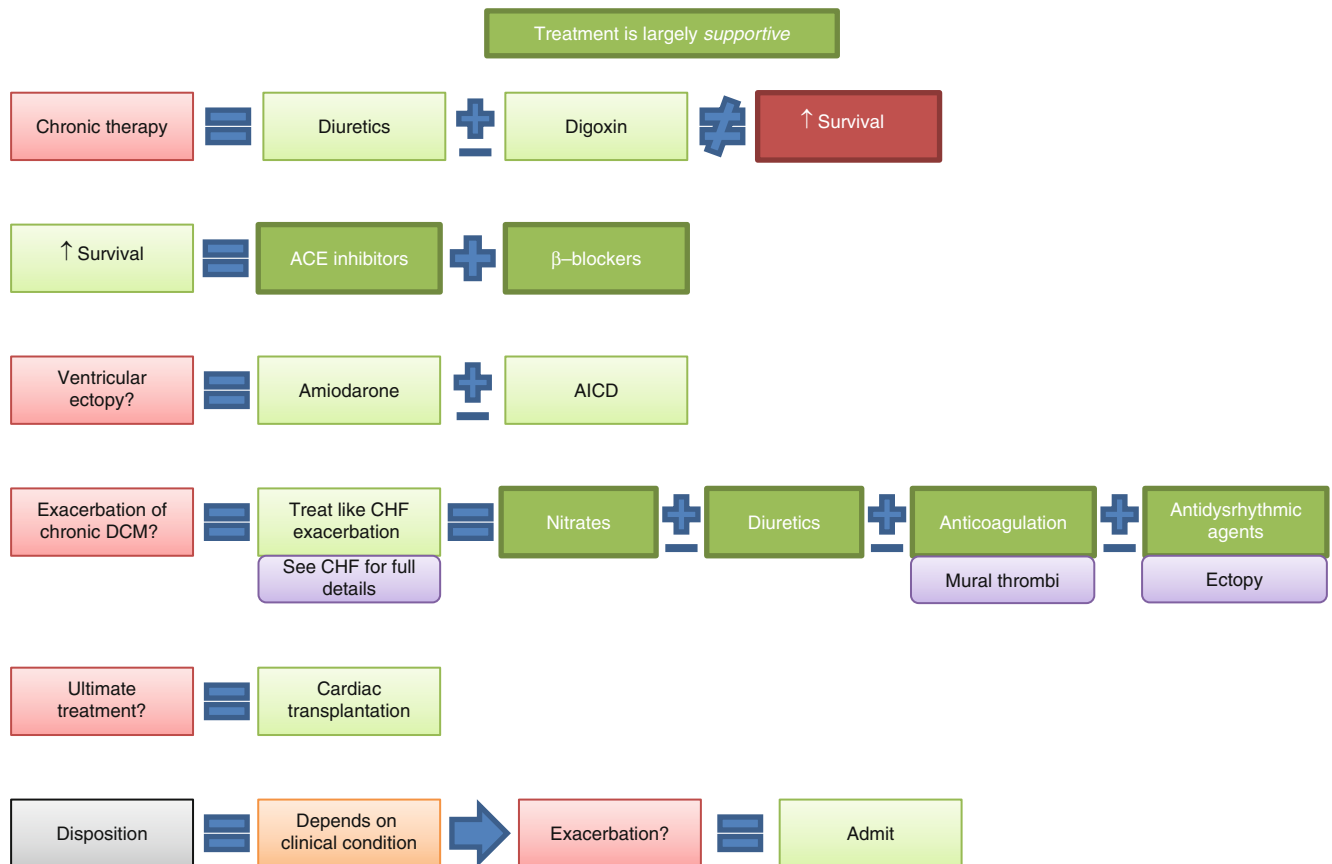 Treatment is largely supportive
Chronic therapy = Diuretics ± Digoxin ≠ ↑ Survival
↑ Survival = ACE inhibitors + β–blockers
Ventricular
ectopy?
= Amiodarone ± AICD
Exacerbation of
chronic DCM?
=
Treat like CHF
exacerbation
See CHF for full
details
= Nitrates ± Diuretics ± Anticoagulation
Mural thrombi
±
Antidysrhythmic
agents
Ectopy
Ultimate
treatment?
=
Cardiac
transplantation
Disposition =
Depends on
clinical condition
Exacerbation? = Admit